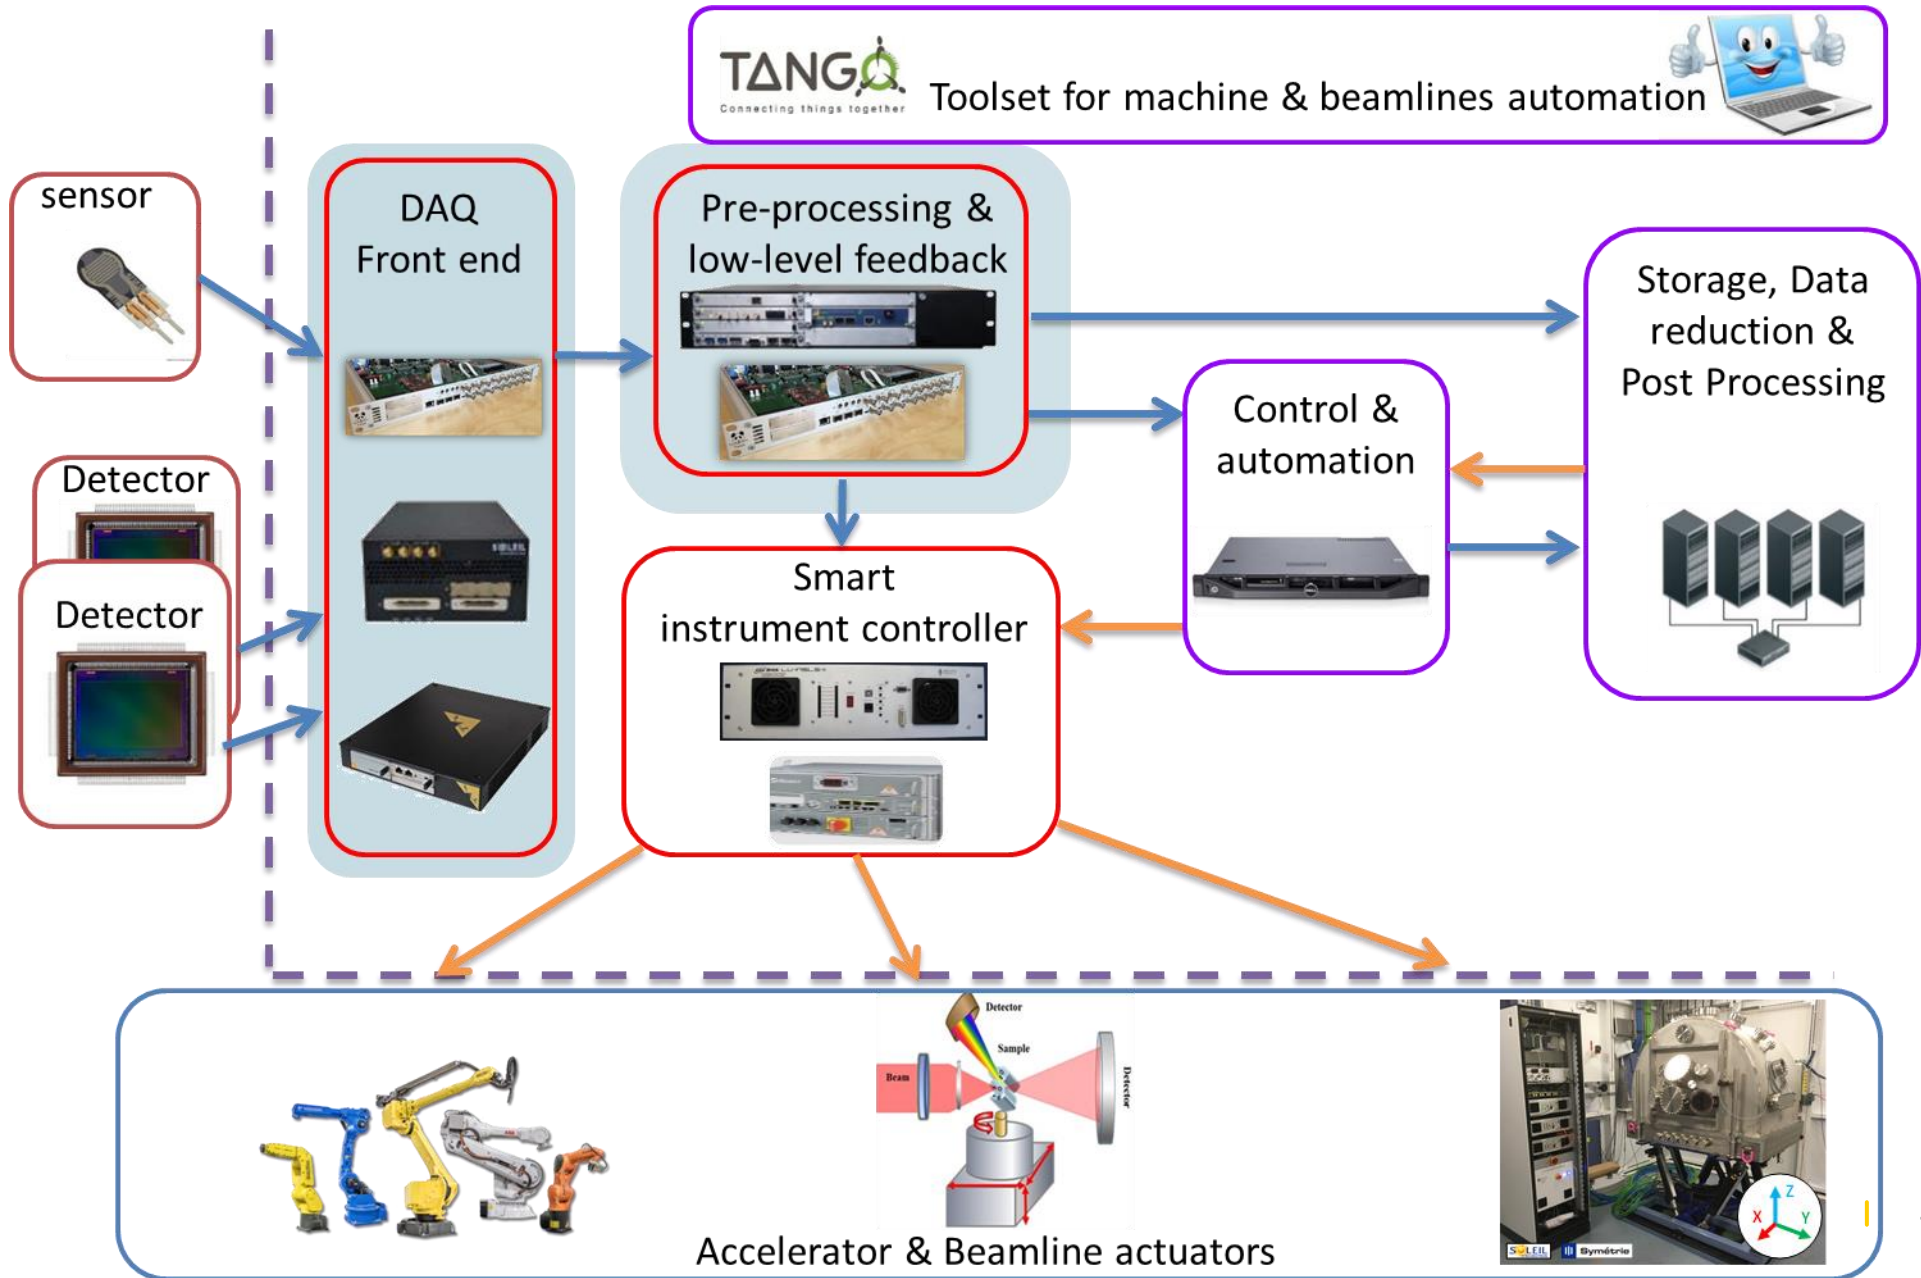 TANGO
Connecting things together
Toolset for machine & beamlines automation
sensor
DAQ
Front end
Pre-processing &
low-level feedback
Storage, Data
reduction &
Post Processing
Control &
automation
Detector
Detector
SOLEIL
Smart
instrument controller
DELL
Detector
Sample
Beam
Detector
Z
X
Y
SOLEIL
Symétrie
Accelerator & Beamline actuators